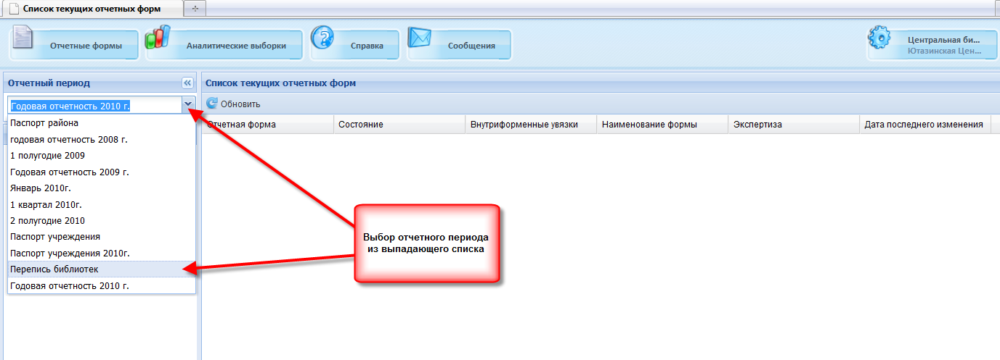 Список текущих отчетных форм
Отчетные формы
Аналитические выборки
Справка
Сообщения
Центральная би...
Ютазинская Цен...
Отчетный период
Список текущих отчетных форм
Годовая отчетность 2010 г.
Обновить
Отчетная форма
Состояние
Внутриформенные увязки
Наименование формы
Экспертиза
Дата последнего изменения
Паспорт района
годовая отчетность 2008 г.
1 полугодие 2009
Годовая отчетность 2009 г.
Январь 2010г.
1 квартал 2010г.
2 полугодие 2010
Паспорт учреждения
Паспорт учреждения 2010г.
Перепись библиотек
Годовая отчетность 2010 г.
Выбор отчетного периода
из выпадающего списка